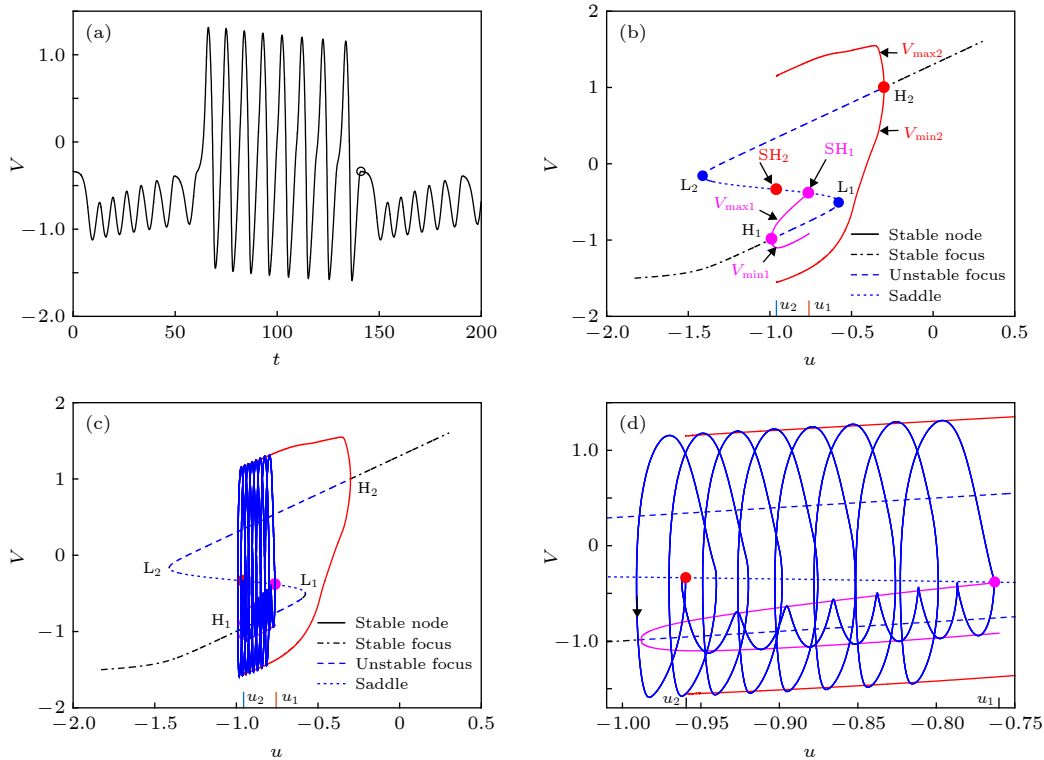 (a)
1.0
0
−1.0
−2.0
V
0
50
100
150
200
t
(b)
2
1
0
−1
−2
V
Vmax2
H2
Vmin2
SH2
SH1
L2
L1
Vmax1
H1
Vmin1
Stable node
Stable focus
Unstable focus
Saddle
u2
u1
−2.0
−1.5
−1.0
−0.5
0
0.5
u
(c)
2
1
0
−1
−2
V
H2
L2
L1
H1
Stable node
Stable focus
Unstable focus
Saddle
u2
u1
−2.0
−1.5
−1.0
−0.5
0
0.5
u
(d)
1.0
0
−1.0
V
u2
u1
−1.00
−0.95
−0.90
−0.85
−0.80
−0.75
u